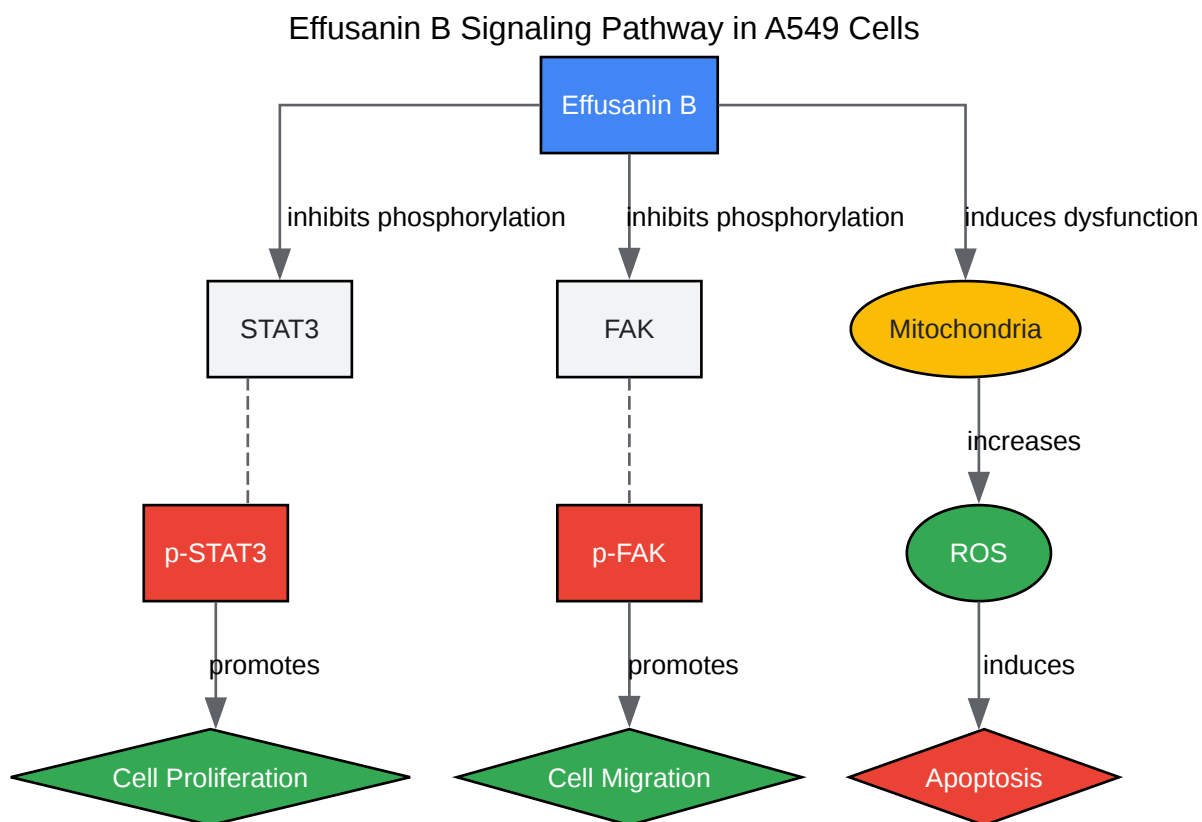 Effusanin B Signaling Pathway in A549 Cells
Effusanin B
inhibits phosphorylation
inhibits phosphorylation
induces dysfunction
STAT3
FAK
Mitochondria
increases
p-STAT3
p-FAK
ROS
promotes
promotes
induces
Cell Proliferation
Cell Migration
Apoptosis